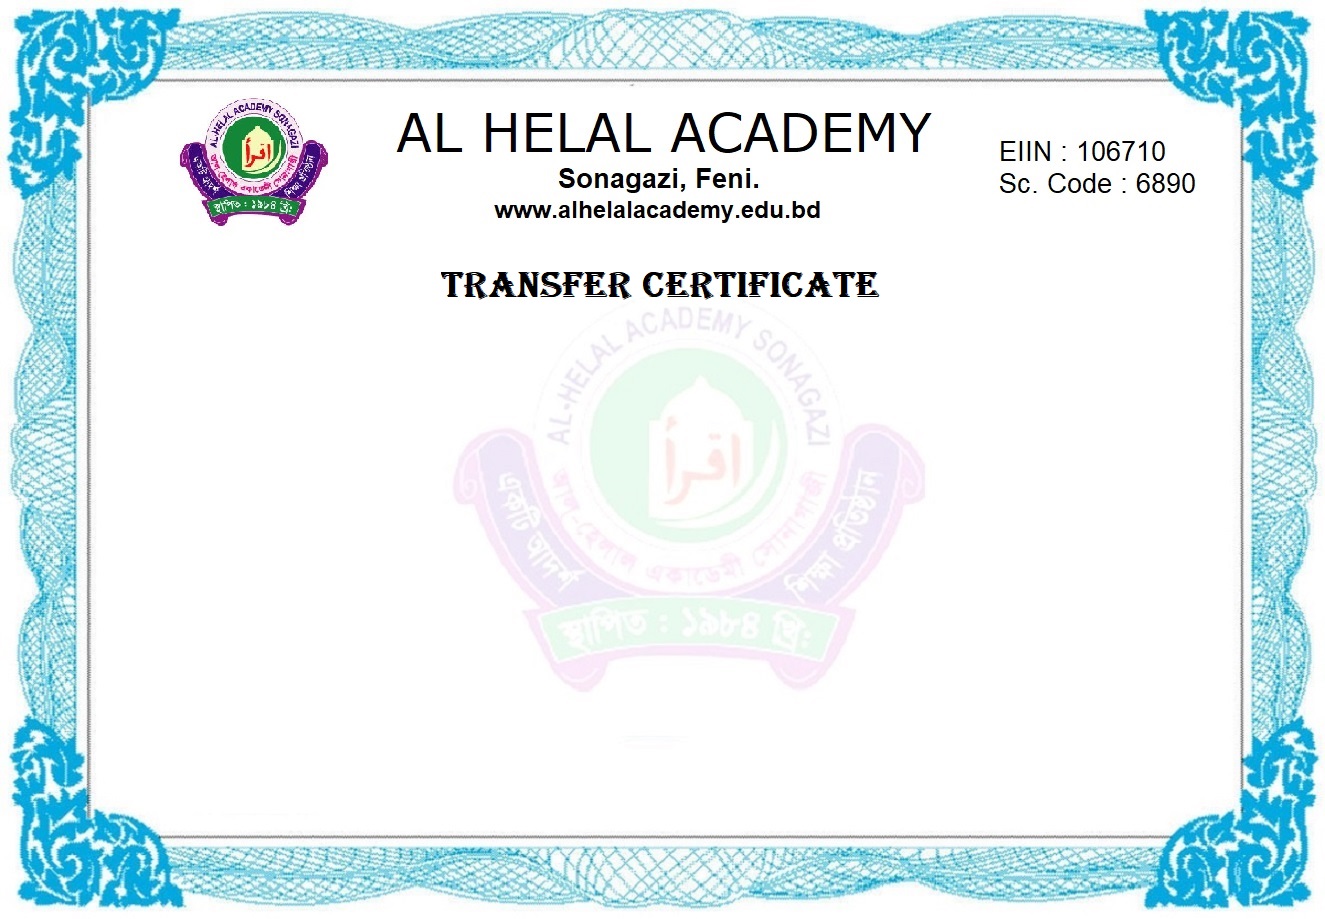 AL-HELAL ACADEMY SONAGAZI
اقرأ
আল-হেলাল একাডেমী সোনাগাজী
একটি আদর্শ
শিক্ষা প্রতিষ্ঠান
স্থাপিত : ১৯৮৪ খ্রি:
AL HELAL ACADEMY
Sonagazi, Feni.
www.alhelalacademy.edu.bd
EIIN : 106710
Sc. Code : 6890
TRANSFER CERTIFICATE
AL-HELAL ACADEMY SONAGAZI
اقرأ
আল-হেলাল একাডেমী সোনাগাজী
একটি আদর্শ
শিক্ষা প্রতিষ্ঠান
স্থাপিত : ১৯৮৪ খ্রি: